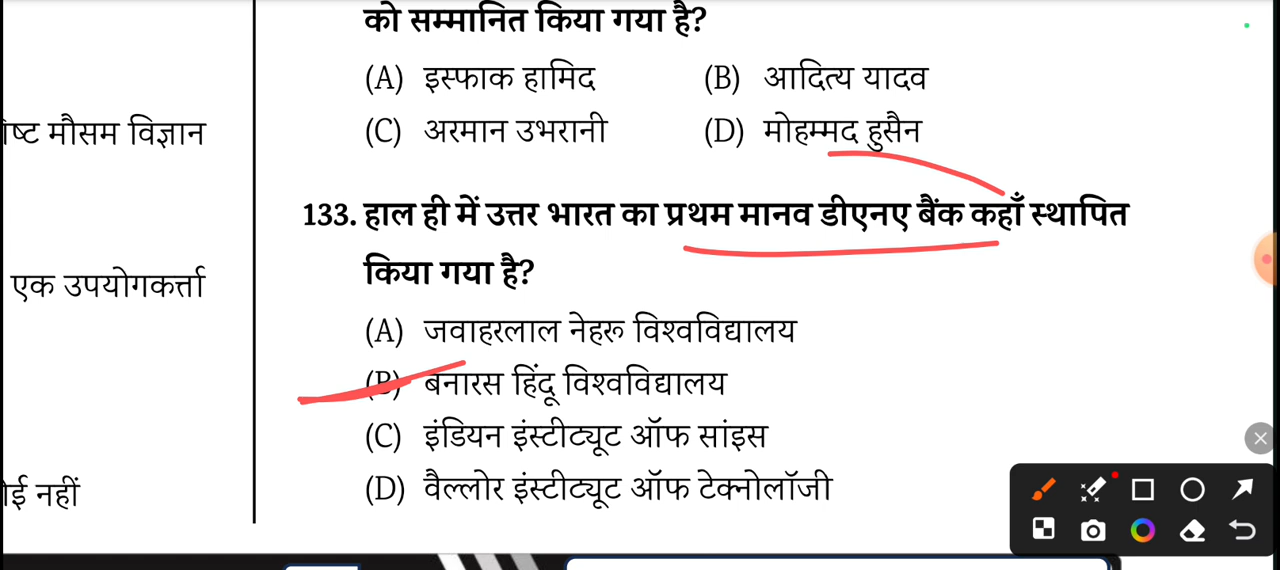 को सम्मानित किया गया है?
(A) इस्फाक हामिद (B) आदित्य यादव
(C) अरमान उभरानी (D) मोहम्मद हुसैन
मौसम विज्ञान
133. हाल ही में उत्तर भारत का प्रथम मानव डीएनए बैंक कहाँ स्थापित
किया गया है?
एक उपयोगकर्त्ता
(A) जवाहरलाल नेहरू विश्वविद्यालय
(B) बनारस हिंदू विश्वविद्यालय
(C) इंडियन इंस्टीट्यूट ऑफ सांइस
(D) वैल्लोर इंस्टीट्यूट ऑफ टेक्नोलॉजी
नहीं